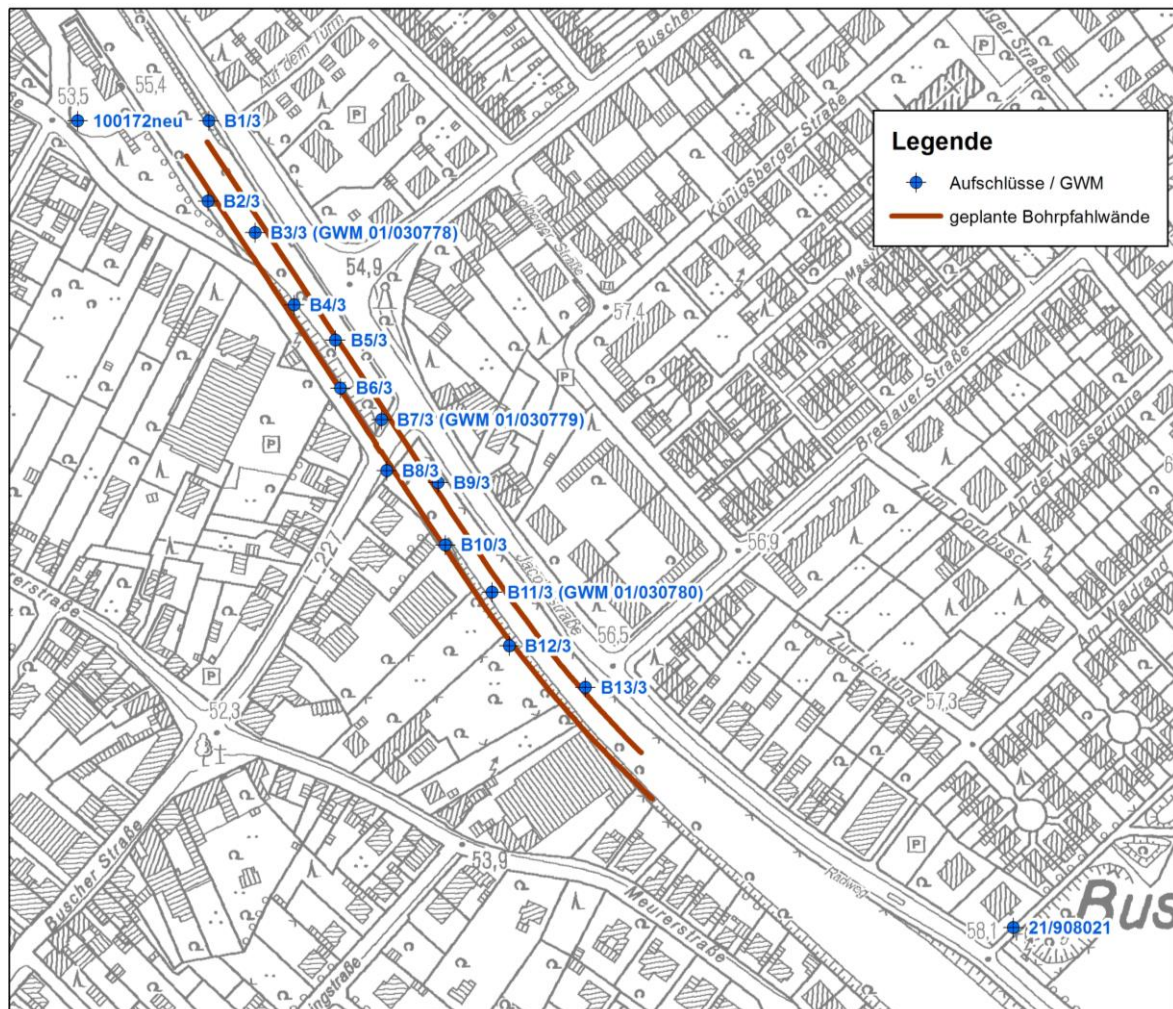 Auf dem Turm
55,4
53,5
P
P
100172neu
B1/3
Königsberger Straße
Legende
Aufschlüsse / GWM
geplante Bohrpfahlwände
B2/3
B3/3 (GWM 01/030778)
54,9
B4/3
57,4
B5/3
P
B6/3
B7/3 (GWM 01/030779)
Breslauer Straße
An der Wasserrinne
P
B8/3
B9/3
Zum Dornbusch
L 227
B10/3
56,9
An Waldrand
B11/3 (GWM 01/030780)
56,5
B12/3
Zur Lichtung
P
B13/3
57,3
52,3
P
53,9
Radweg
Buscher Straße
Meurerstraße
Bus
58,1
21/908021